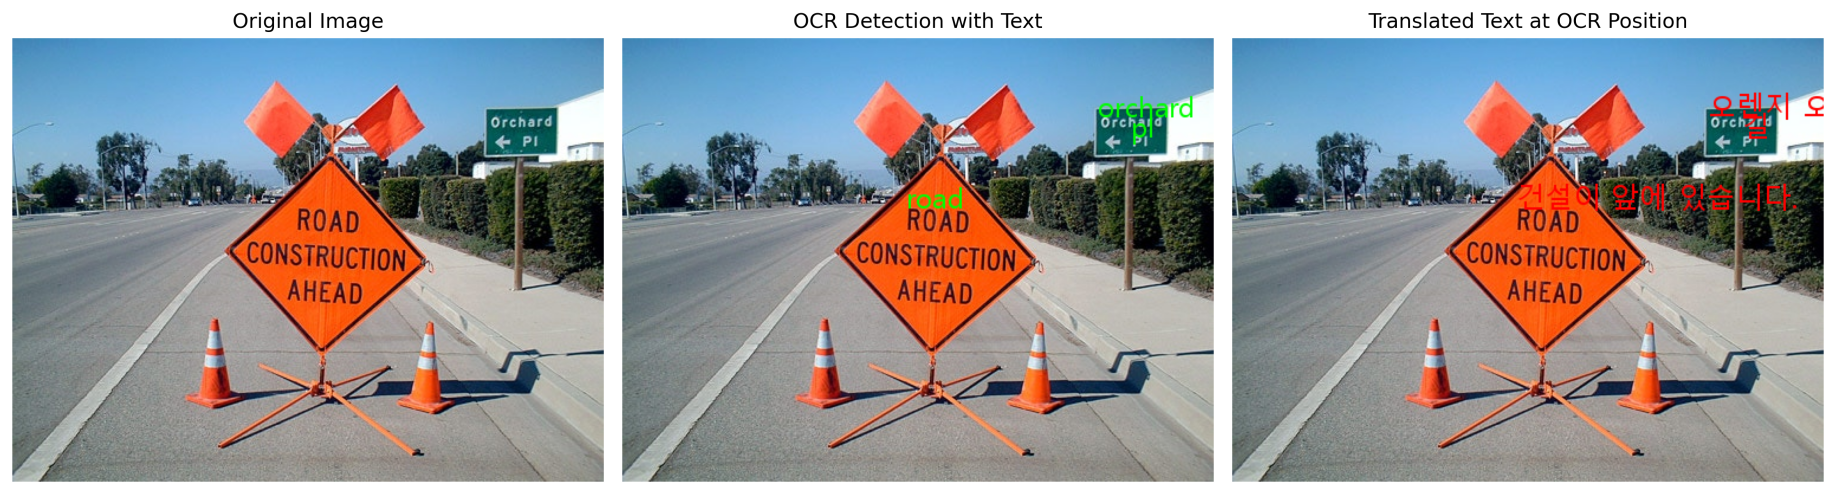 Original Image
Orchard
← Pl
ROAD
CONSTRUCTION
AHEAD
OCR Detection with Text
orchard
pl
road
ROAD
CONSTRUCTION
AHEAD
Translated Text at OCR Position
오렌지 오
Orchard
← Pl
건설이 앞에 있습니다.
ROAD
CONSTRUCTION
AHEAD